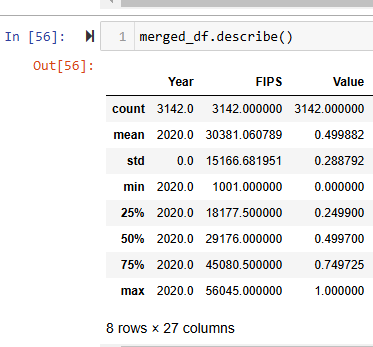 In [56]: 1 merged_df.describe()
Out[56]:
Year FIPS Value
count 3142.0 3142.000000 3142.000000
mean 2020.0 30381.060789 0.499882
std 0.0 15166.681951 0.288792
min 2020.0 1001.000000 0.000000
25% 2020.0 18177.500000 0.249900
50% 2020.0 29176.000000 0.499700
75% 2020.0 45080.500000 0.749725
max 2020.0 56045.000000 1.000000
8 rows × 27 columns